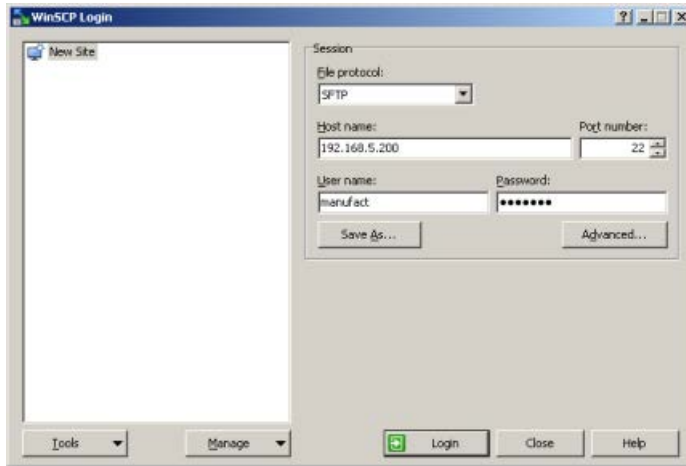 WinSCP Login
New Site
Session
File protocol:
SFTP
Host name:
Port number:
192.168.5.200
22
User name:
Password:
manufact
•••••••
Save As...
Advanced...
Tools
Manage
Login
Close
Help